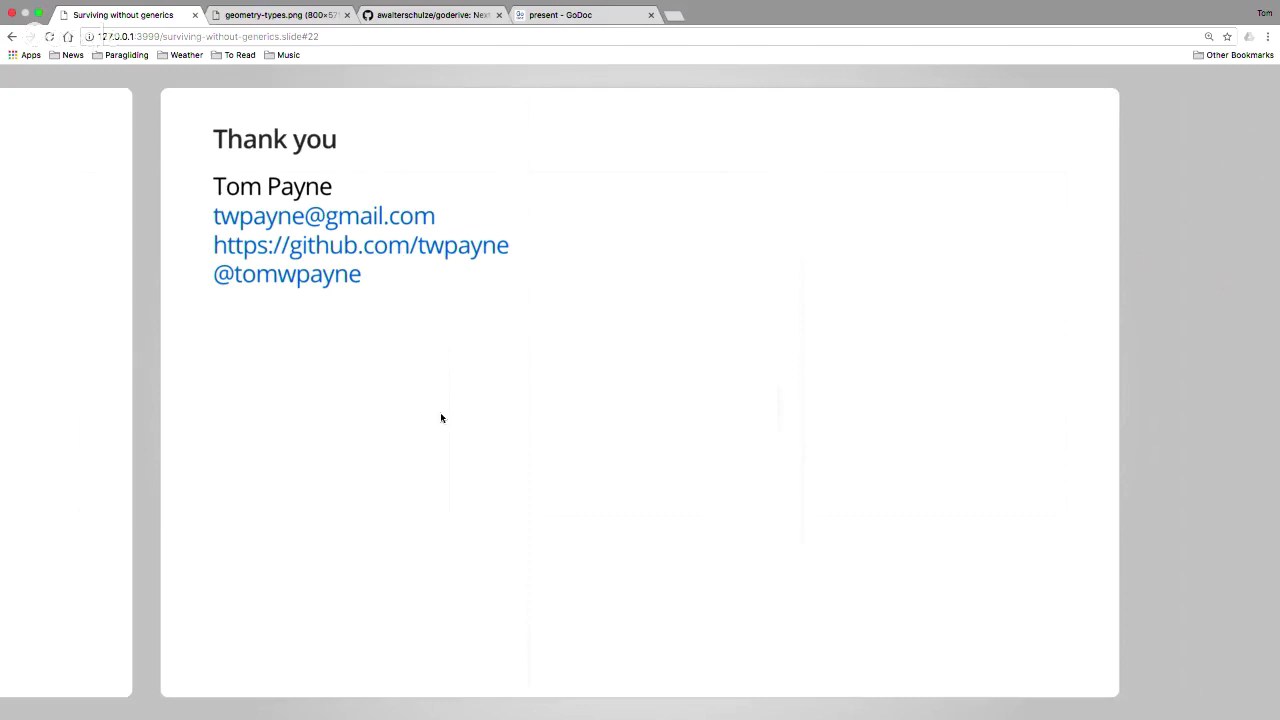 Surviving without generics
geometry-types.png (800×571
awalterschulze/goderive: Next
present - GoDoc
Tom
127.0.0.1:3999/surviving-without-generics.slide#22
Apps
News
Paragliding
Weather
To Read
Music
Other Bookmarks
Thank you
Tom Payne
twpayne@gmail.com
https://github.com/twpayne
@tomwpayne